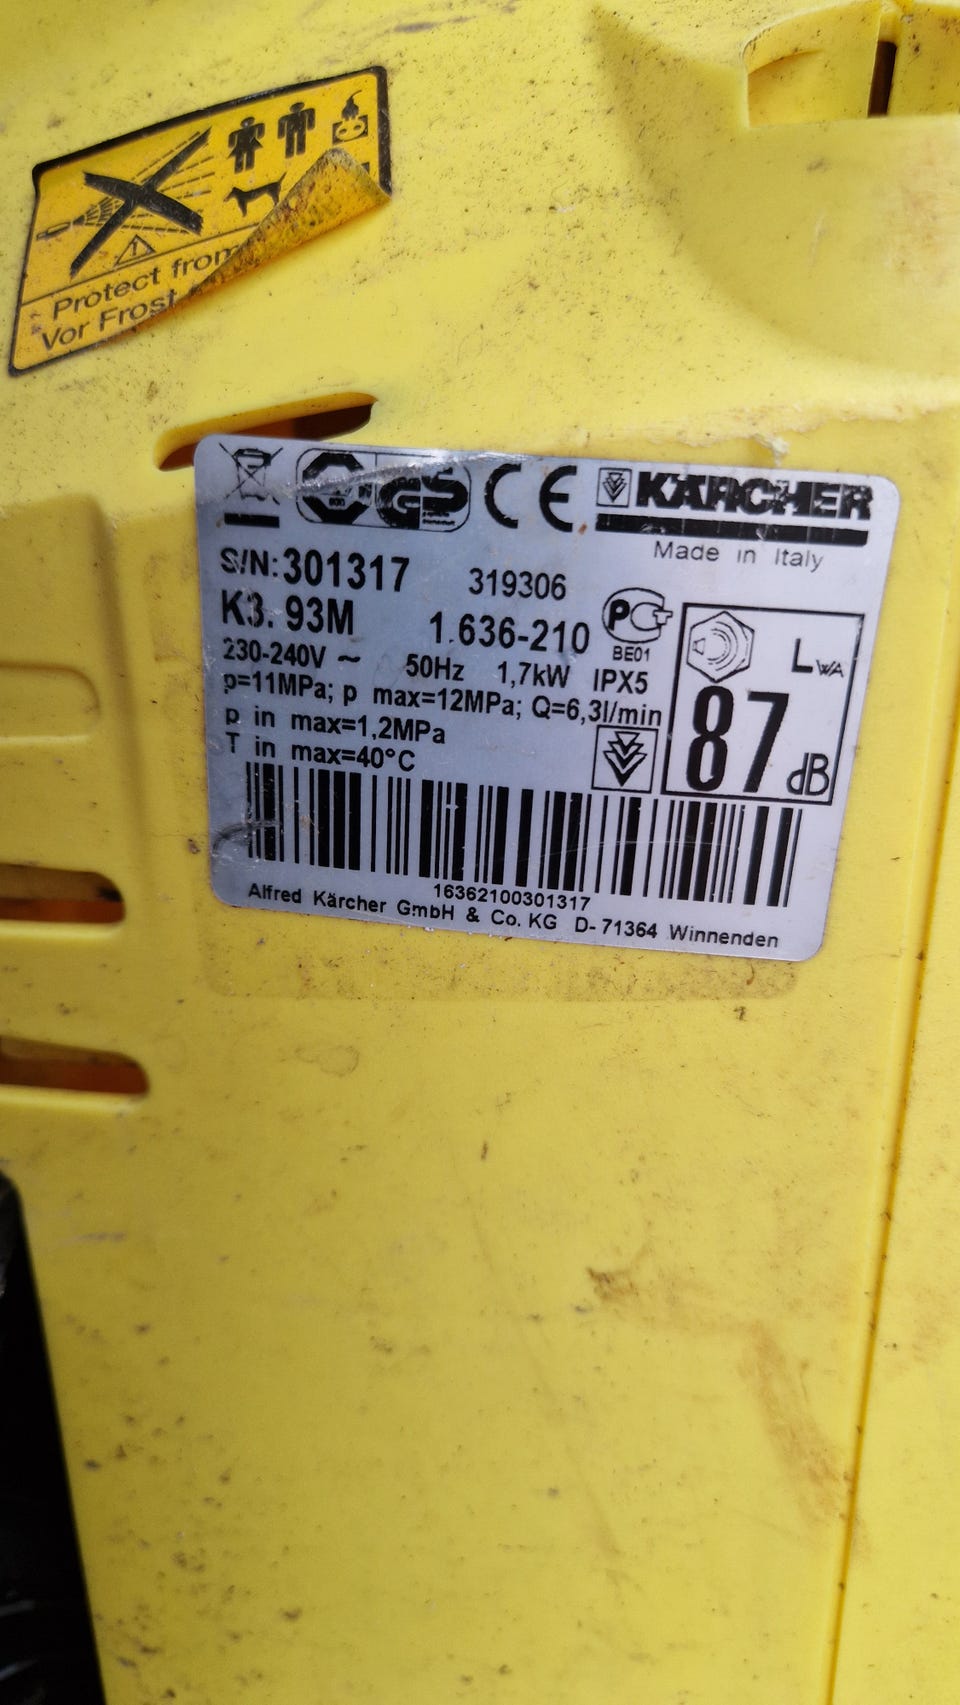 Protect from
Vor Frost
KÄRCHER
Made in Italy
S/N:301317 319306
K3. 93M 1.636-210
BE01
230-240V ~ 50Hz 1,7kW IPX5
p=11MPa; p max=12MPa; Q=6,3l/min
p in max=1,2MPa
T in max=40°C
LWA
87 dB
16362100301317
Alfred Kärcher GmbH & Co. KG D-71364 Winnenden